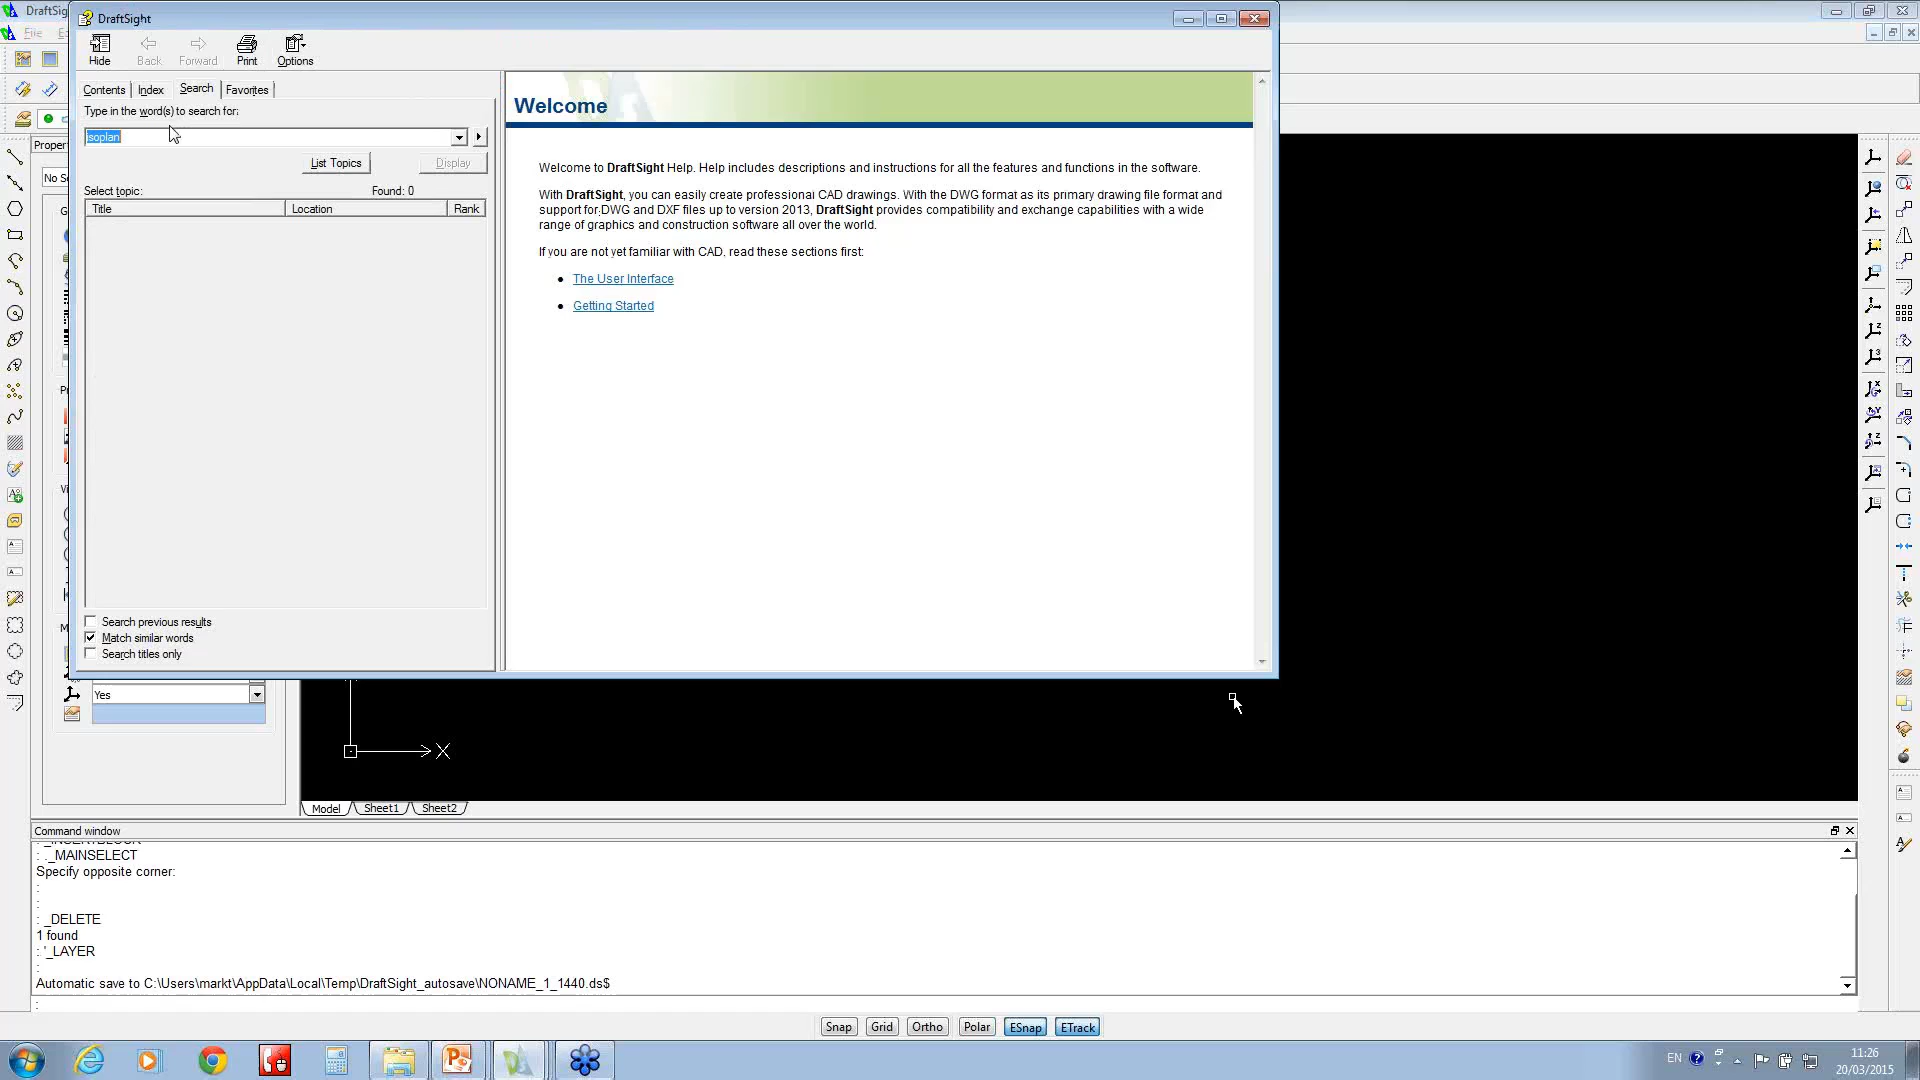 DraftSig
DraftSight
File
Hide
Back
Forward
Print
Options
Contents
Index
Search
Favorites
Type in the word(s) to search for:
isoplan
List Topics
Display
Select topic:
Found: 0
Title
Location
Rank
Search previous results
Match similar words
Search titles only
Welcome
Welcome to DraftSight Help. Help includes descriptions and instructions for all the features and functions in the software.
With DraftSight, you can easily create professional CAD drawings. With the DWG format as its primary drawing file format and
support for DWG and DXF files up to version 2013, DraftSight provides compatibility and exchange capabilities with a wide
range of graphics and construction software all over the world.
If you are not yet familiar with CAD, read these sections first:
The User Interface
Getting Started
Proper
No Se
Yes
X
Model
Sheet1
Sheet2
Command window
: _INSERTBLOCK
: ._MAINSELECT
Specify opposite corner:
:
:
: _DELETE
1 found
: '_LAYER
:
Automatic save to C:\Users\markt\AppData\Local\Temp\DraftSight_autosave\NONAME_1_1440.ds$
:
Snap
Grid
Ortho
Polar
ESnap
ETrack
EN
11:26
20/03/2015